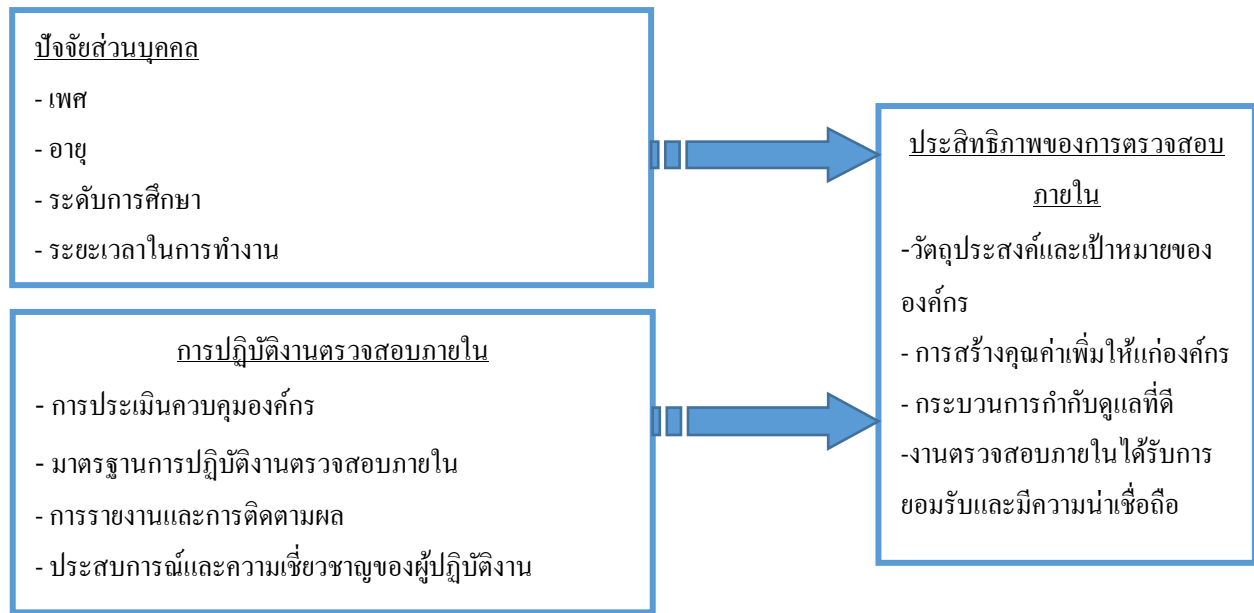 ปัจจัยส่วนบุคคล
- เพศ
- อายุ
- ระดับการศึกษา
- ระยะเวลาในการทำงาน
การปฏิบัติงานตรวจสอบภายใน
- การประเมินควบคุมองค์กร
- มาตรฐานการปฏิบัติงานตรวจสอบภายใน
- การรายงานและการติดตามผล
- ประสบการณ์และความเชี่ยวชาญของผู้ปฏิบัติงาน
ประสิทธิภาพของการตรวจสอบ
ภายใน
-วัตถุประสงค์และเป้าหมายของ
องค์กร
- การสร้างคุณค่าเพิ่มให้แก่องค์กร
- กระบวนการกำกับดูแลที่ดี
-งานตรวจสอบภายในได้รับการ
ยอมรับและมีความน่าเชื่อถือ